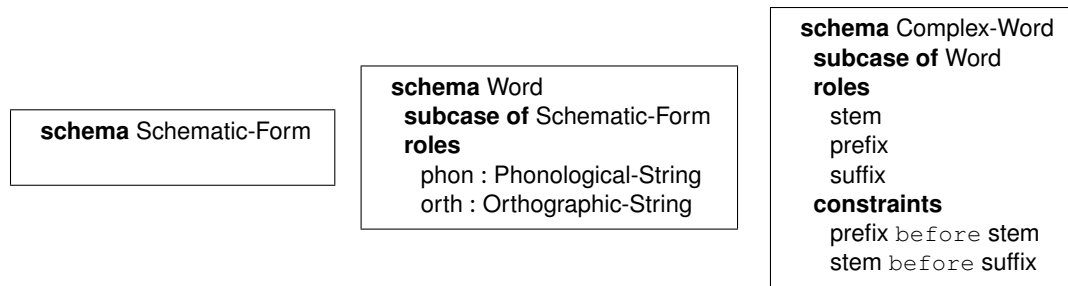 schema Schematic-Form
schema Word
subcase of Schematic-Form
roles
phon : Phonological-String
orth : Orthographic-String
schema Complex-Word
subcase of Word
roles
stem
prefix
suffix
constraints
prefix before stem
stem before suffix